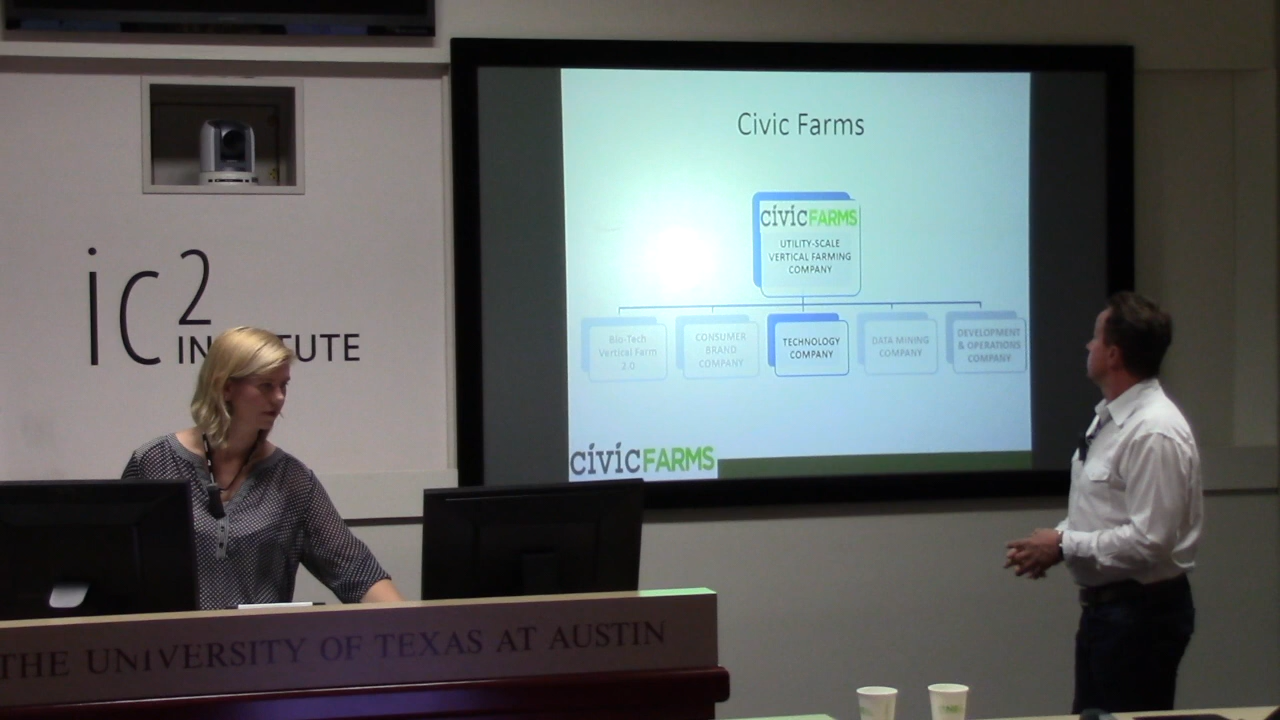 ic²
INSTITUTE
Civic Farms
civicFARMS
UTILITY-SCALE
VERTICAL FARMING
COMPANY
Bio-Tech
Vertical Farm
2.0
CONSUMER
BRAND
COMPANY
TECHNOLOGY
COMPANY
DATA MINING
COMPANY
DEVELOPMENT
& OPERATIONS
COMPANY
civicFARMS
THE UNIVERSITY OF TEXAS AT AUSTIN